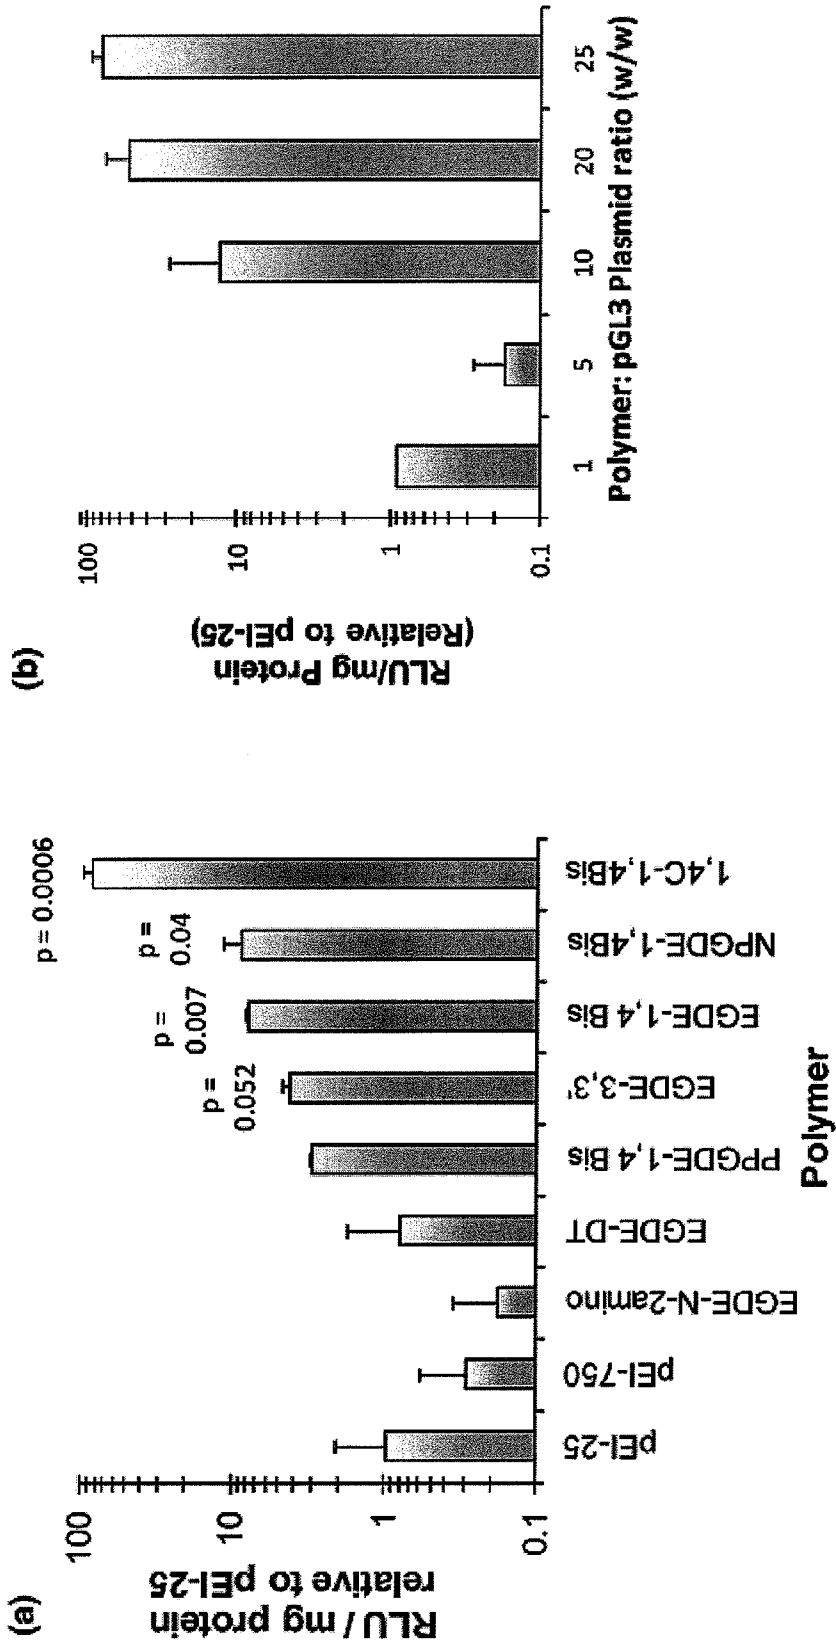 (a)
RLU / mg protein
relative to pEI-25
100
10
1
0.1
p =
0.052
p =
0.007
p =
0.04
p = 0.0006
pEI-25
pEI-750
EGDE-N-2amino
EGDE-DT
PPGDE-1,4 Bis
EGDE-3,3'
EGDE-1,4 Bis
NPGDE-1,4Bis
1,4C-1,4Bis
Polymer
(b)
RLU/mg Protein
(Relative to pEI-25)
100
10
1
0.1
1
5
10
20
25
Polymer: pGL3 Plasmid ratio (w/w)